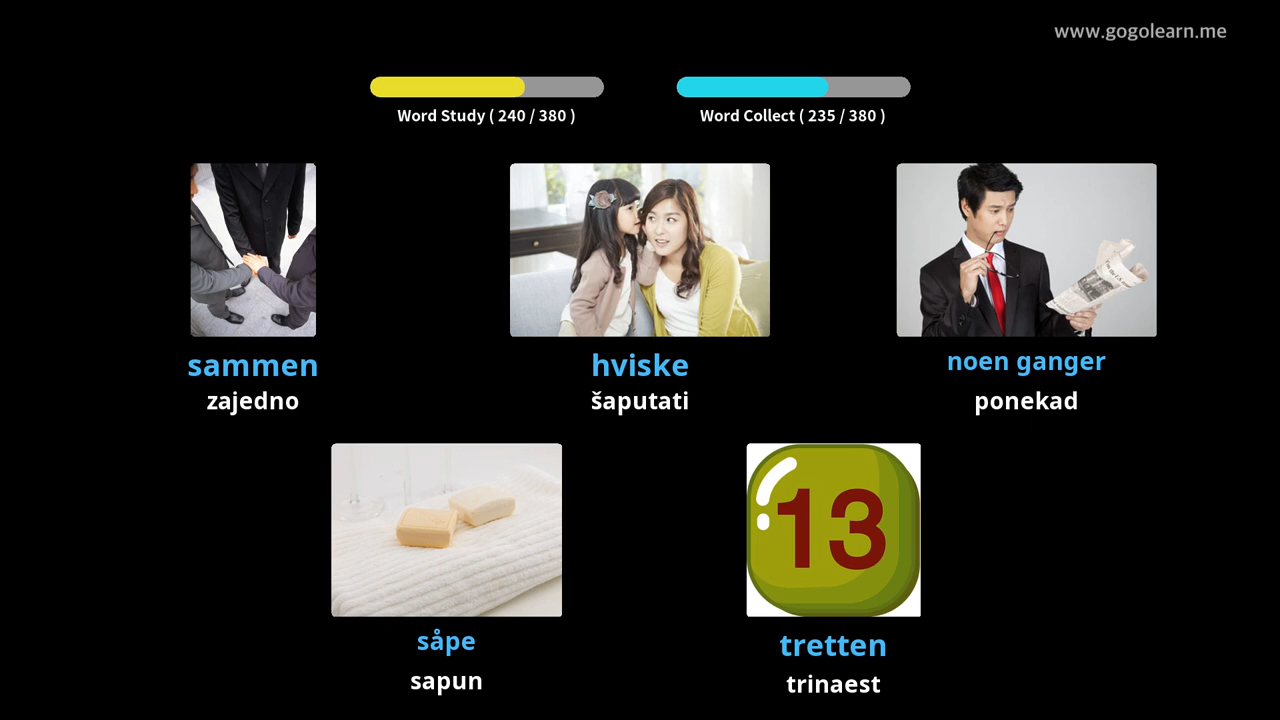 www.gogolearn.me
Word Study ( 240 / 380 )
Word Collect ( 235 / 380 )
sammen
zajedno
hviske
šaputati
noen ganger
ponekad
såpe
sapun
13
tretten
trinaest